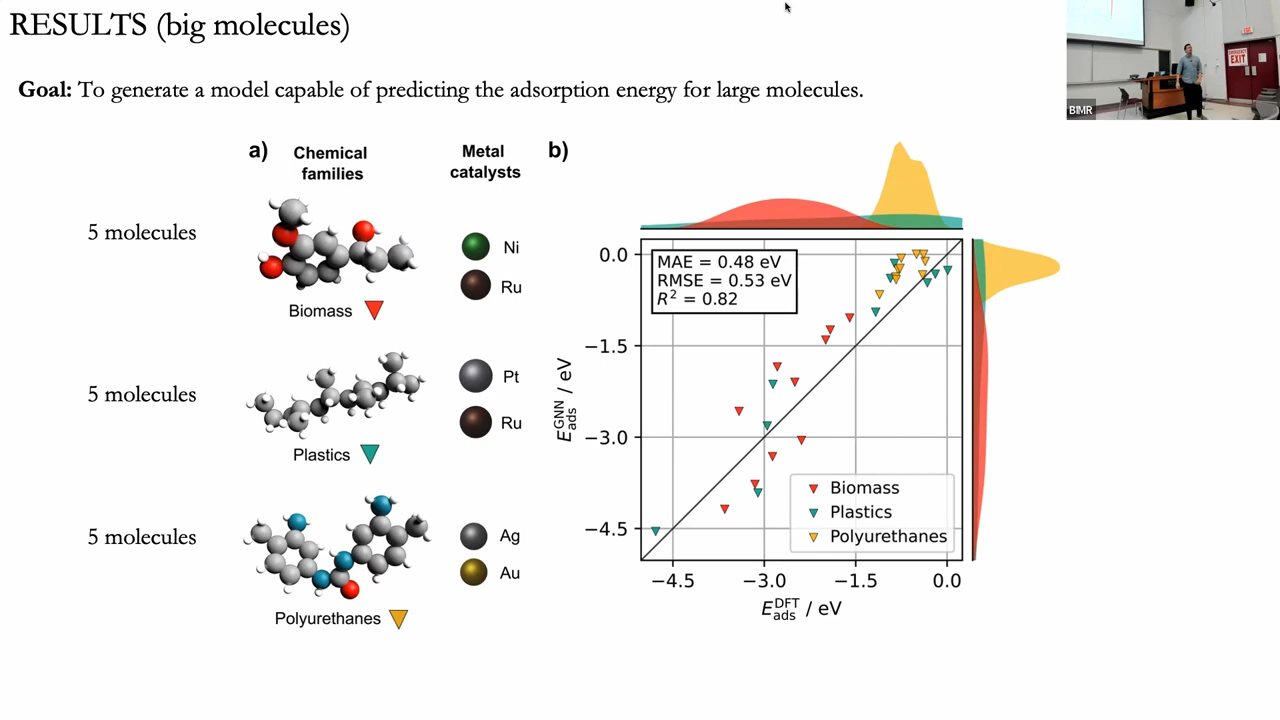 RESULTS (big molecules)
Goal: To generate a model capable of predicting the adsorption energy for large molecules.
BIMR
EXIT
a)
Chemical
families
Metal
catalysts
5 molecules
Biomass
Ni
Ru
5 molecules
Plastics
Pt
Ru
5 molecules
Polyurethanes
Ag
Au
b)
MAE = 0.48 eV
RMSE = 0.53 eV
R² = 0.82
0.0
−1.5
−3.0
−4.5
E_ads^GNN / eV
Biomass
Plastics
Polyurethanes
−4.5 −3.0 −1.5 0.0
E_ads^DFT / eV